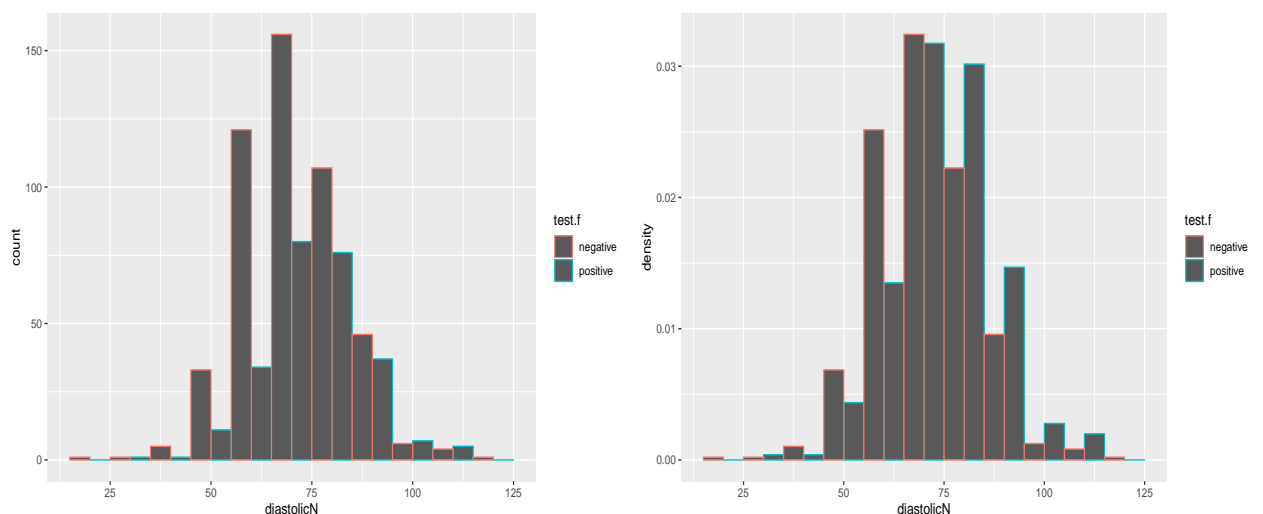 150
100
50
0
count
25 50 75 100 125
diastolicN
test.f
negative
positive
0.03
0.02
0.01
0.00
density
25 50 75 100 125
diastolicN
test.f
negative
positive